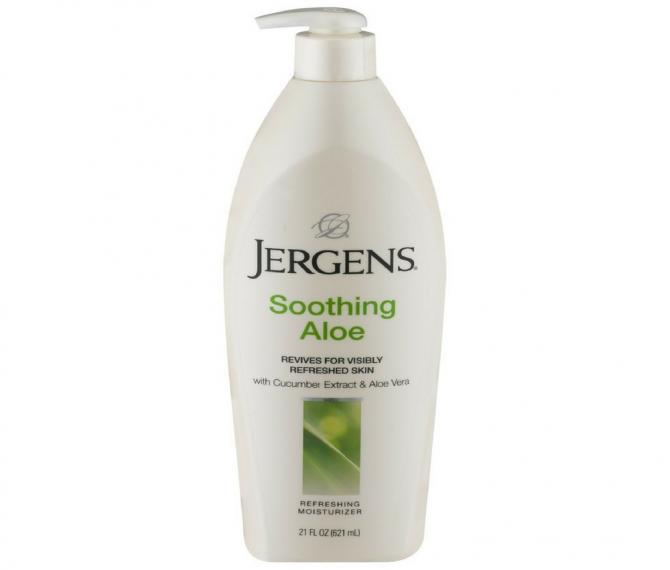 JERGENS®
Soothing
Aloe
REVIVES FOR VISIBLY
REFRESHED SKIN
with Cucumber Extract & Aloe Vera
REFRESHING
MOISTURIZER
21 FL OZ (621 mL)